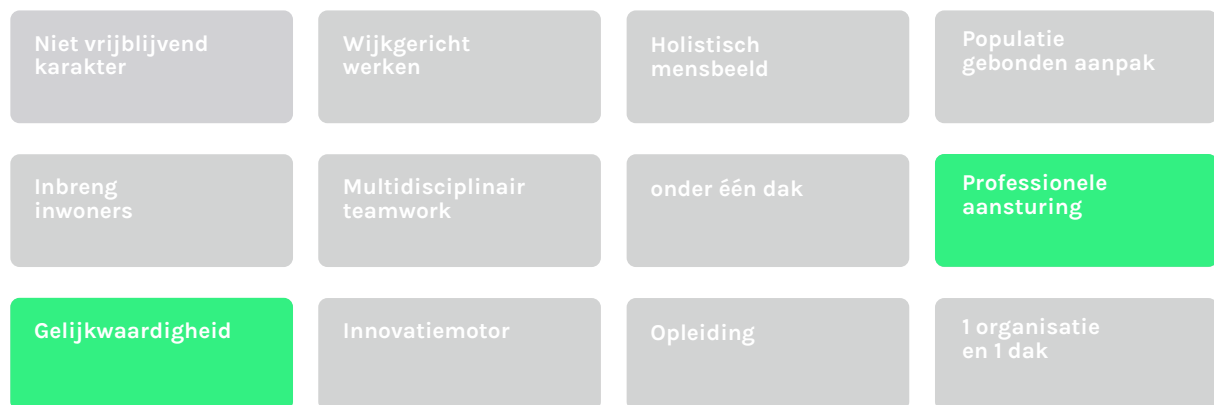 Niet vrijblijvend
karakter
Wijkgericht
werken
Holistisch
mensbeeld
Populatie
gebonden aanpak
Inbreng
inwoners
Multidisciplinair
teamwork
onder één dak
Professionele
aansturing
Gelijkwaardigheid
Innovatiemotor
Opleiding
1 organisatie
en 1 dak